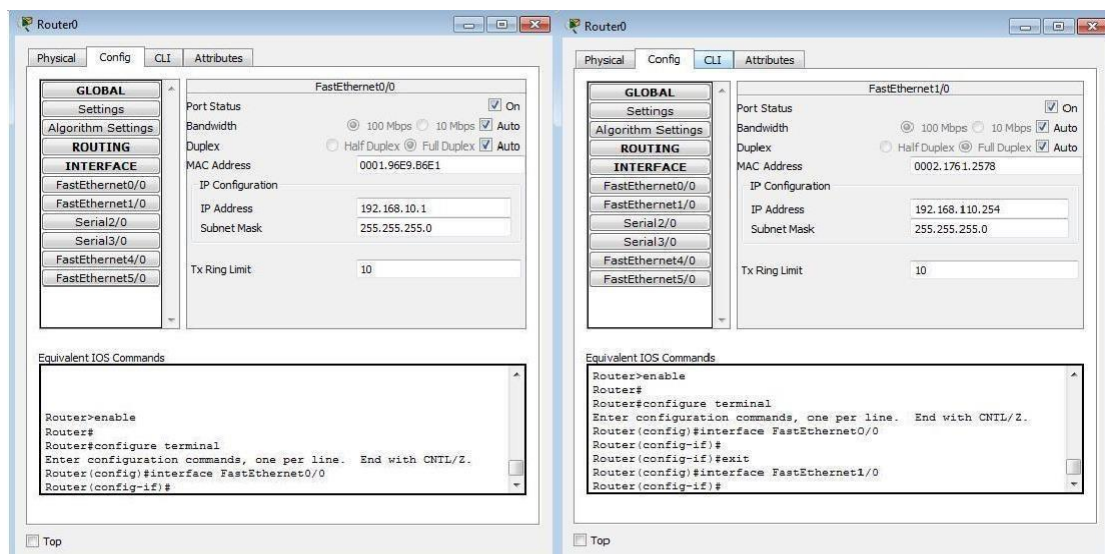 Router0
Physical Config CLI Attributes
GLOBAL
Settings
Algorithm Settings
ROUTING
INTERFACE
FastEthernet0/0
FastEthernet1/0
Serial2/0
Serial3/0
FastEthernet4/0
FastEthernet5/0
FastEthernet0/0
Port Status On
Bandwidth 100 Mbps 10 Mbps Auto
Duplex Half Duplex Full Duplex Auto
MAC Address 0001.96E9.B6E1
IP Configuration
IP Address 192.168.10.1
Subnet Mask 255.255.255.0
Tx Ring Limit 10
Equivalent IOS Commands
Router>enable
Router#
Router#configure terminal
Enter configuration commands, one per line. End with CNTL/Z.
Router(config)#interface FastEthernet0/0
Router(config-if)#
Top
Router0
Physical Config CLI Attributes
GLOBAL
Settings
Algorithm Settings
ROUTING
INTERFACE
FastEthernet0/0
FastEthernet1/0
Serial2/0
Serial3/0
FastEthernet4/0
FastEthernet5/0
FastEthernet1/0
Port Status On
Bandwidth 100 Mbps 10 Mbps Auto
Duplex Half Duplex Full Duplex Auto
MAC Address 0002.1761.2578
IP Configuration
IP Address 192.168.110.254
Subnet Mask 255.255.255.0
Tx Ring Limit 10
Equivalent IOS Commands
Router>enable
Router#
Router#configure terminal
Enter configuration commands, one per line. End with CNTL/Z.
Router(config)#interface FastEthernet0/0
Router(config-if)#
Router(config-if)#exit
Router(config)#interface FastEthernet1/0
Router(config-if)#
Top